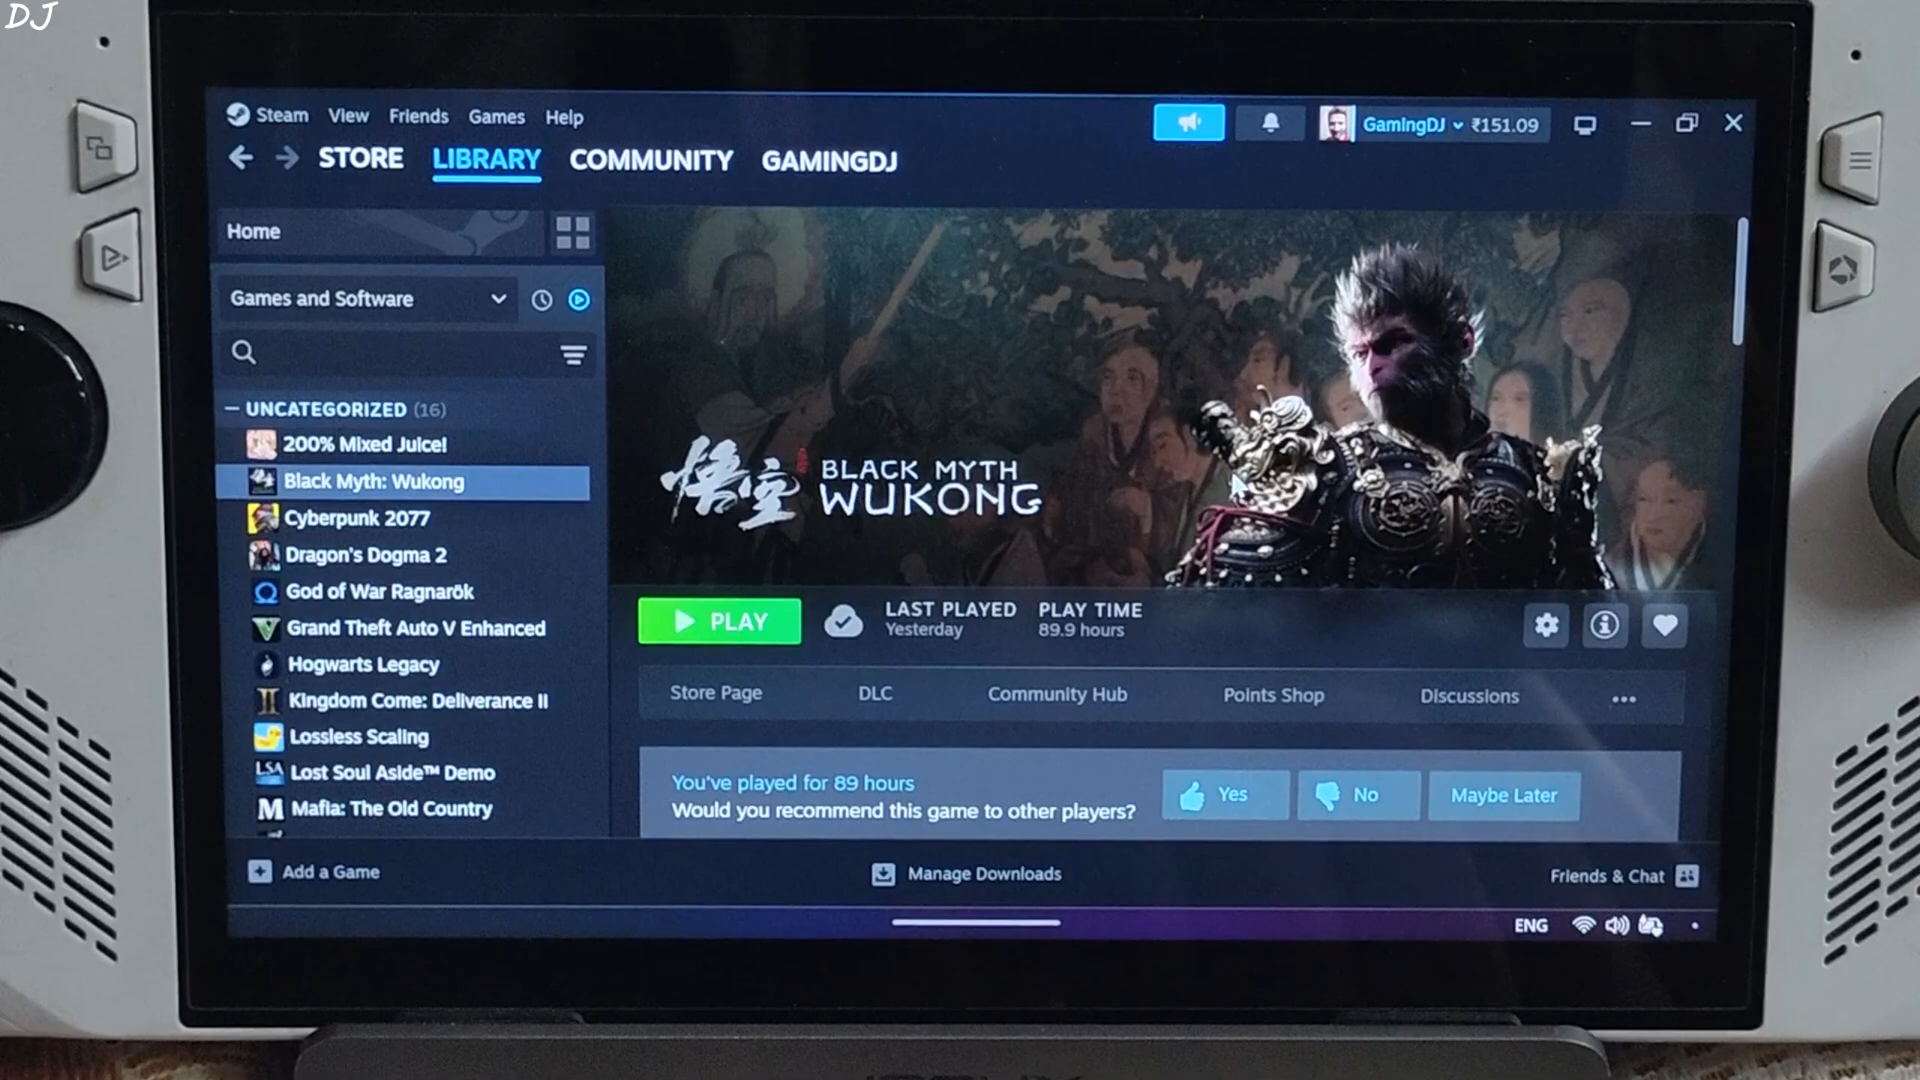 DJ
Steam View Friends Games Help
GamingDJ ₹151.09
STORE LIBRARY COMMUNITY GAMINGDJ
Home
Games and Software
— UNCATEGORIZED (16)
200% Mixed Juice!
Black Myth: Wukong
Cyberpunk 2077
Dragon's Dogma 2
God of War Ragnarök
Grand Theft Auto V Enhanced
Hogwarts Legacy
Kingdom Come: Deliverance II
Lossless Scaling
LSA Lost Soul Aside™ Demo
M Mafia: The Old Country
悟空 BLACK MYTH
WUKONG
PLAY
LAST PLAYED
Yesterday
PLAY TIME
89.9 hours
Store Page DLC Community Hub Points Shop Discussions ...
You've played for 89 hours
Would you recommend this game to other players?
Yes No Maybe Later
Add a Game Manage Downloads Friends & Chat
ENG